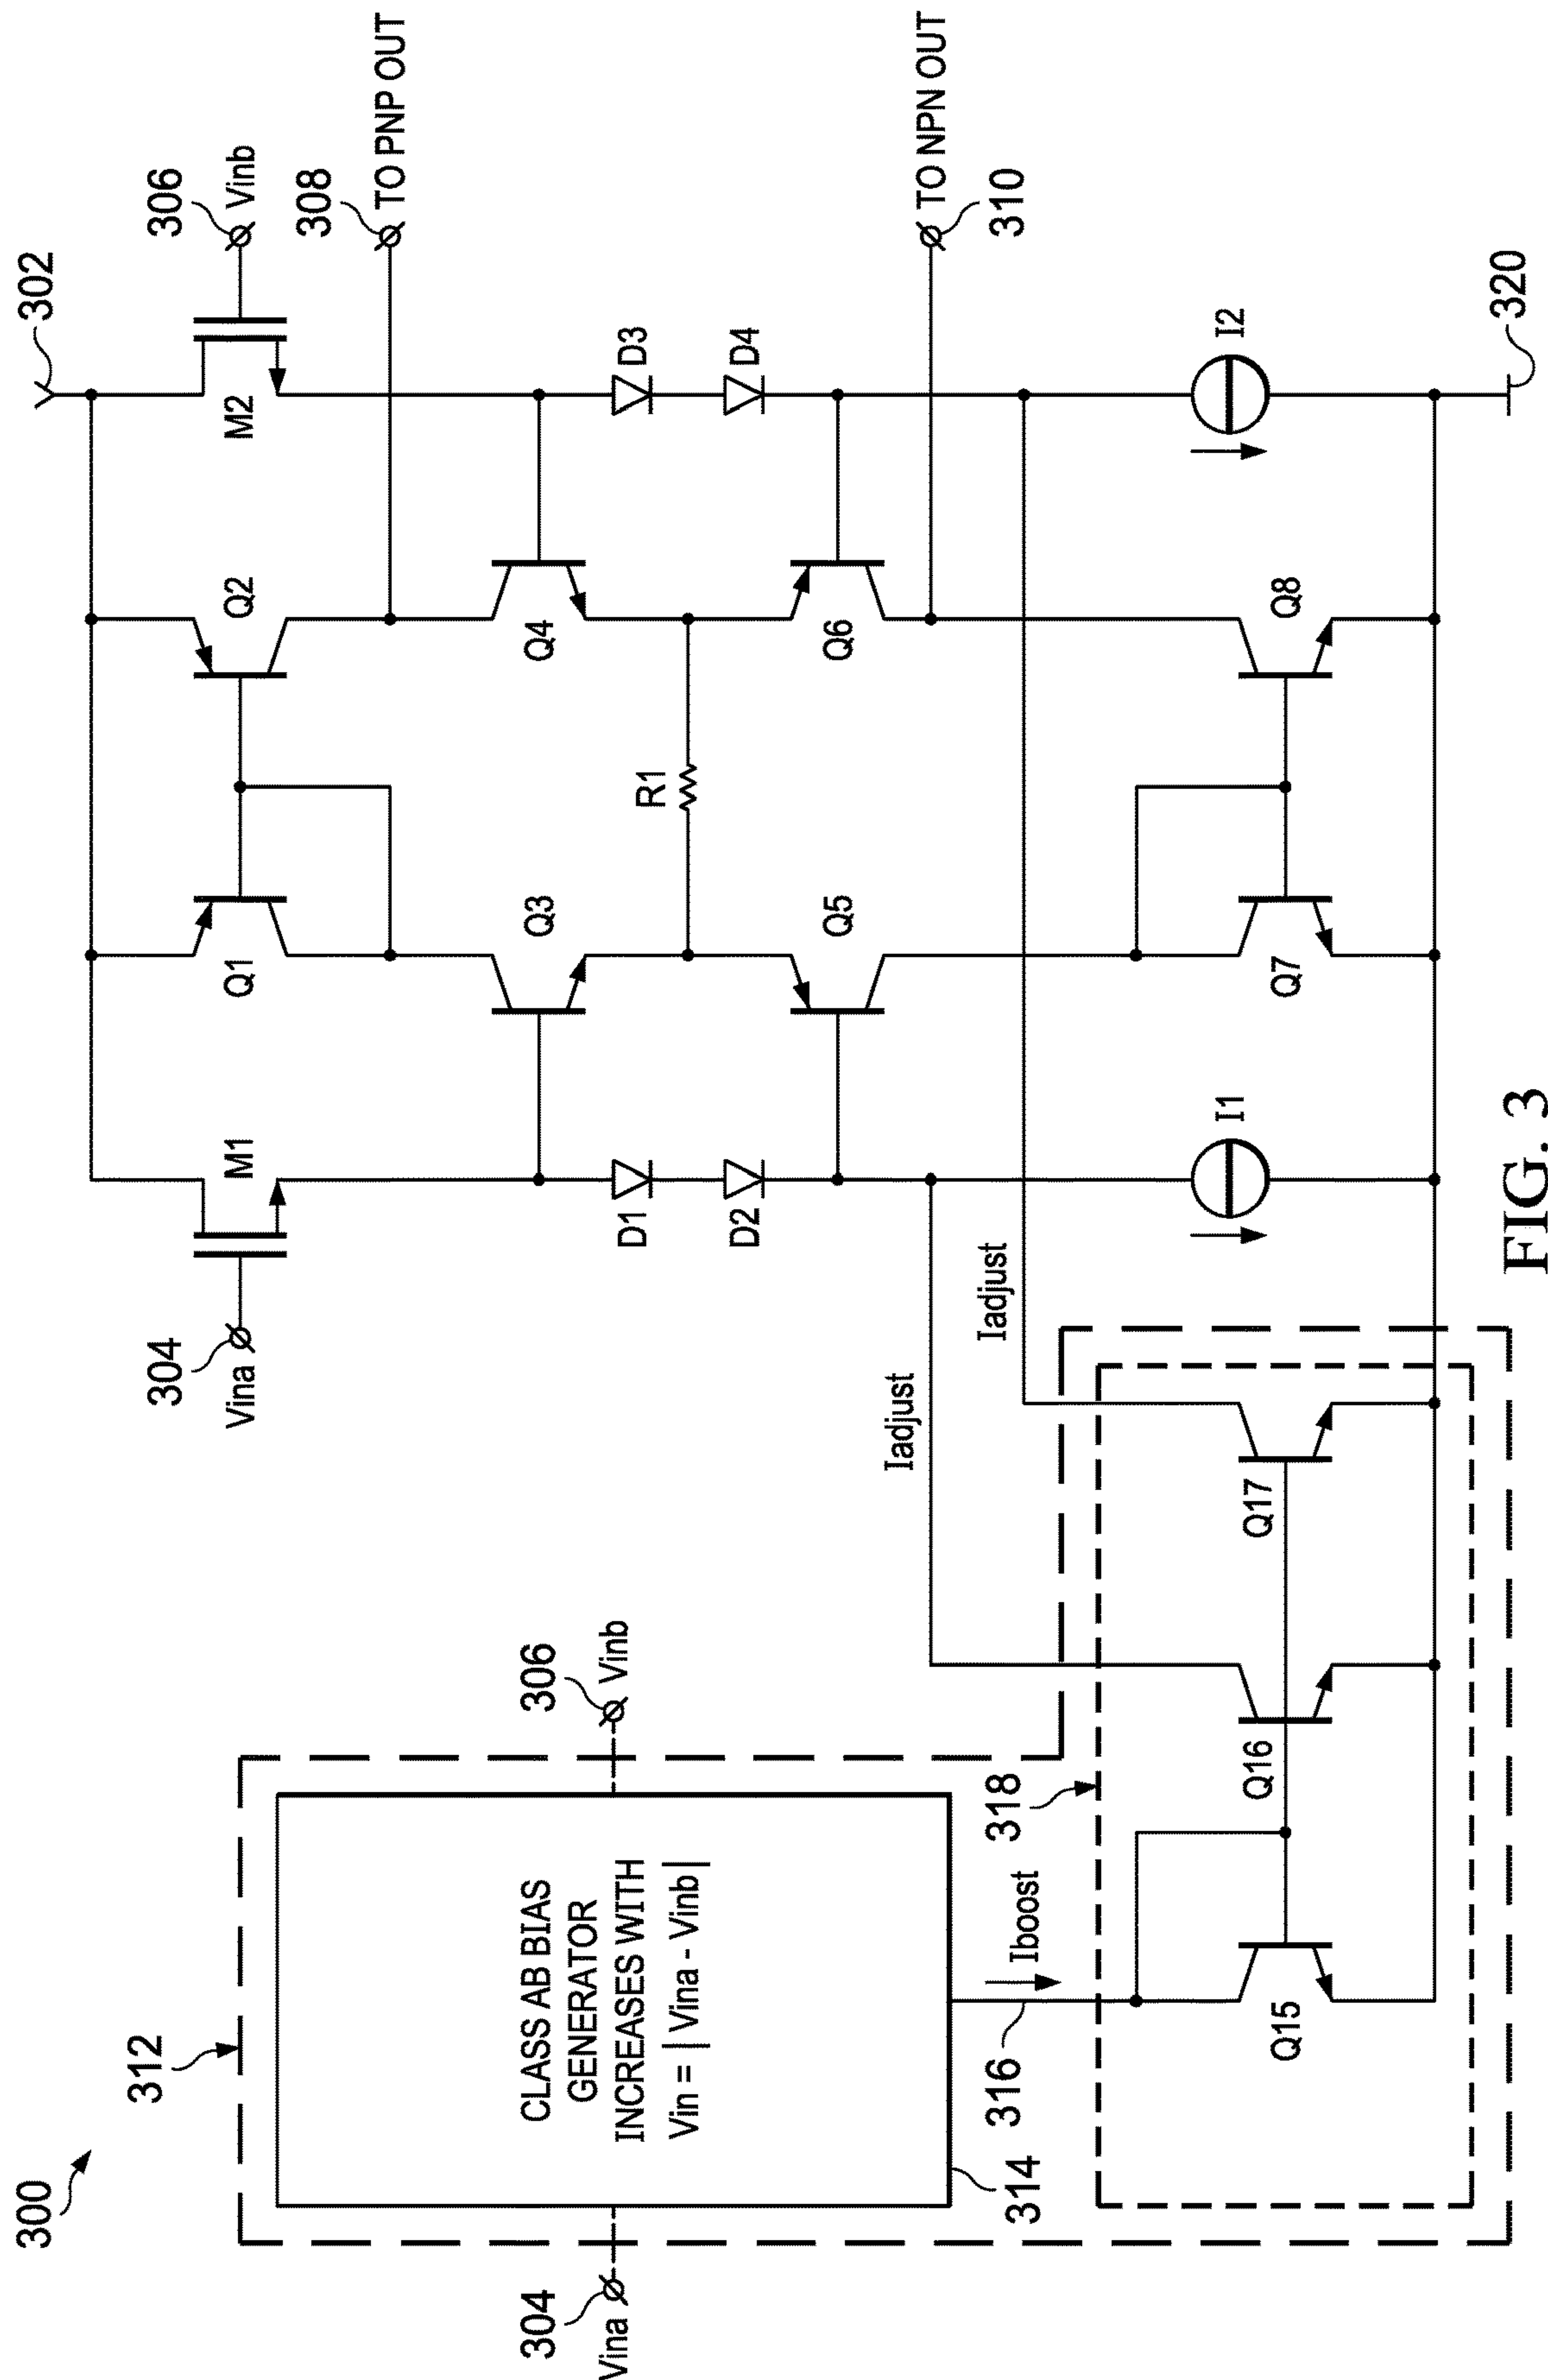 300
312
304
Vina
CLASS AB BIAS
GENERATOR
INCREASES WITH
Vin = | Vina - Vinb |
306
Vinb
314
316
Iboost
318
Q15
Q16
Q17
Iadjust
Iadjust
304
Vina
M1
Q1
Q2
M2
302
306
Vinb
308
TO PNP OUT
Q3
Q4
D1
D2
R1
D3
D4
Q5
Q6
TO NPN OUT
310
I1
Q7
Q8
I2
320
FIG. 3